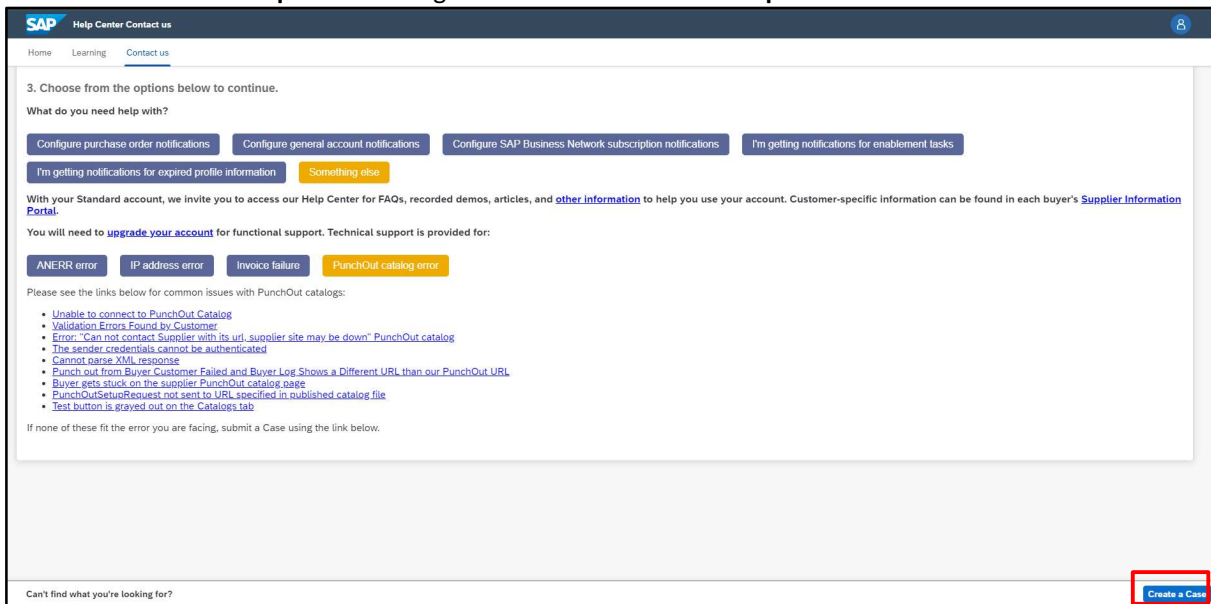 SAP Help Center Contact us
Home Learning Contact us
3. Choose from the options below to continue.
What do you need help with?
Configure purchase order notifications Configure general account notifications Configure SAP Business Network subscription notifications I'm getting notifications for enablement tasks
I'm getting notifications for expired profile information Something else
With your Standard account, we invite you to access our Help Center for FAQs, recorded demos, articles, and other information to help you use your account. Customer-specific information can be found in each buyer's Supplier Information
Portal.
You will need to upgrade your account for functional support. Technical support is provided for:
ANERR error IP address error Invoice failure PunchOut catalog error
Please see the links below for common issues with PunchOut catalogs:
• Unable to connect to PunchOut Catalog
• Validation Errors Found by Customer
• Error: "Can not contact Supplier with its url, supplier site may be down" PunchOut catalog
• The sender credentials cannot be authenticated
• Cannot parse XML response
• Punch out from Buyer Customer Failed and Buyer Log Shows a Different URL than our PunchOut URL
• Buyer gets stuck on the supplier PunchOut catalog page
• PunchOutSetupRequest not sent to URL specified in published catalog file
• Test button is grayed out on the Catalogs tab
If none of these fit the error you are facing, submit a Case using the link below.
Can't find what you're looking for? Create a Case